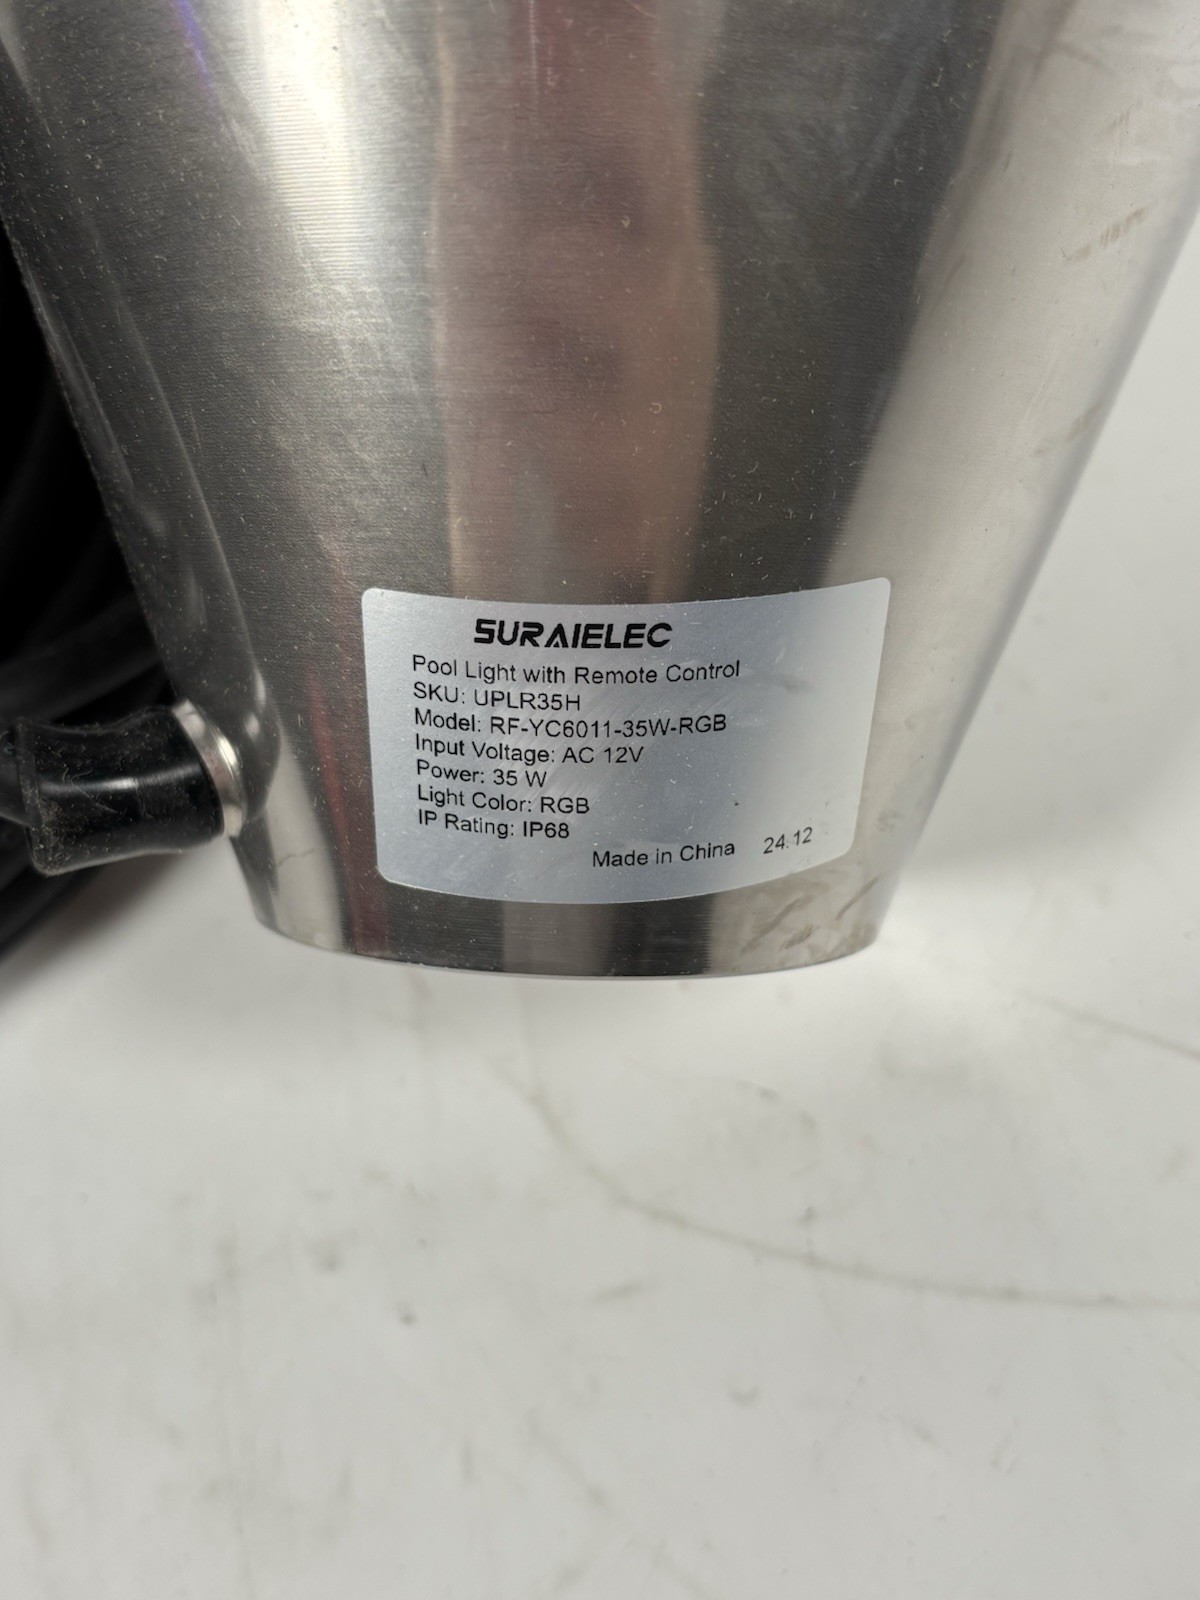 SURAIELEC
Pool Light with Remote Control
SKU: UPLR35H
Model: RF-YC6011-35W-RGB
Input Voltage: AC 12V
Power: 35 W
Light Color: RGB
IP Rating: IP68
Made in China 24.12